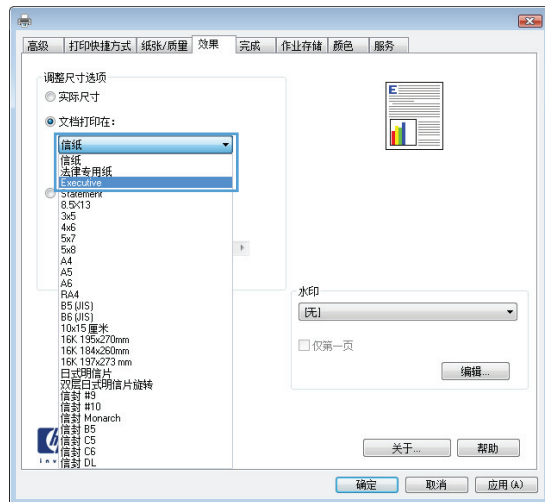 高级 打印快捷方式 纸张/质量 效果 完成 作业存储 颜色 服务
调整尺寸选项
实际尺寸
文档打印在:
信纸
信纸
法律专用纸
Executive
Statement
8.5×13
3x5
4x6
5x7
5x8
A4
A5
A6
RA4
B5 (JIS)
B6 (JIS)
10x15 厘米
16K 195x270mm
16K 184x260mm
16K 197x273 mm
日式明信片
双层日式明信片旋转
信封 #9
信封 #10
信封 Monarch
信封 B5
信封 C5
信封 C6
信封 DL
E
水印
[无]
仅第一页
编辑...
关于... 帮助
确定 取消 应用 (A)